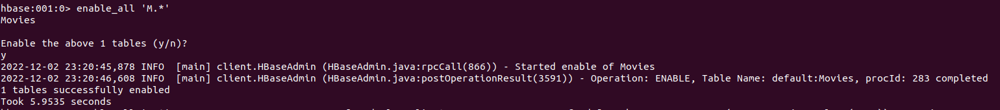 hbase:001:0> enable_all 'M.*'
Movies
Enable the above 1 tables (y/n)?
y
2022-12-02 23:20:45,878 INFO  [main] client.HBaseAdmin (HBaseAdmin.java:rpcCall(866)) - Started enable of Movies
2022-12-02 23:20:46,608 INFO  [main] client.HBaseAdmin (HBaseAdmin.java:postOperationResult(3591)) - Operation: ENABLE, Table Name: default:Movies, procId: 283 completed
1 tables successfully enabled
Took 5.9535 seconds